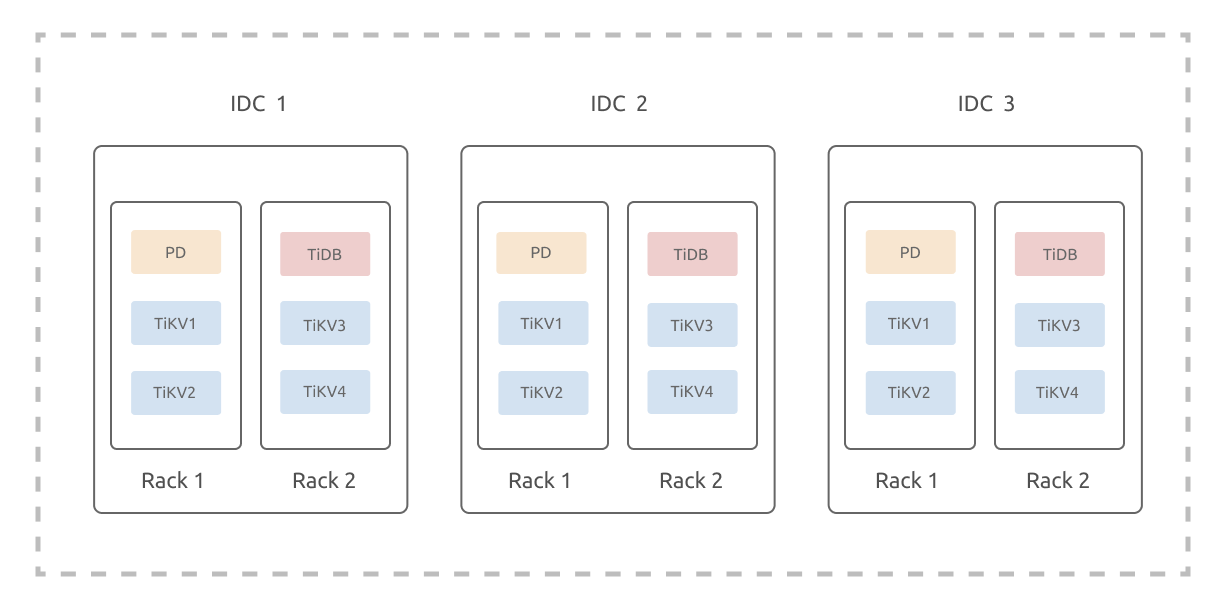 IDC 1
IDC 2
IDC 3
PD
TiDB
PD
TiDB
PD
TiDB
TiKV1
TiKV3
TiKV1
TiKV3
TiKV1
TiKV3
TiKV2
TiKV4
TiKV2
TiKV4
TiKV2
TiKV4
Rack 1
Rack 2
Rack 1
Rack 2
Rack 1
Rack 2